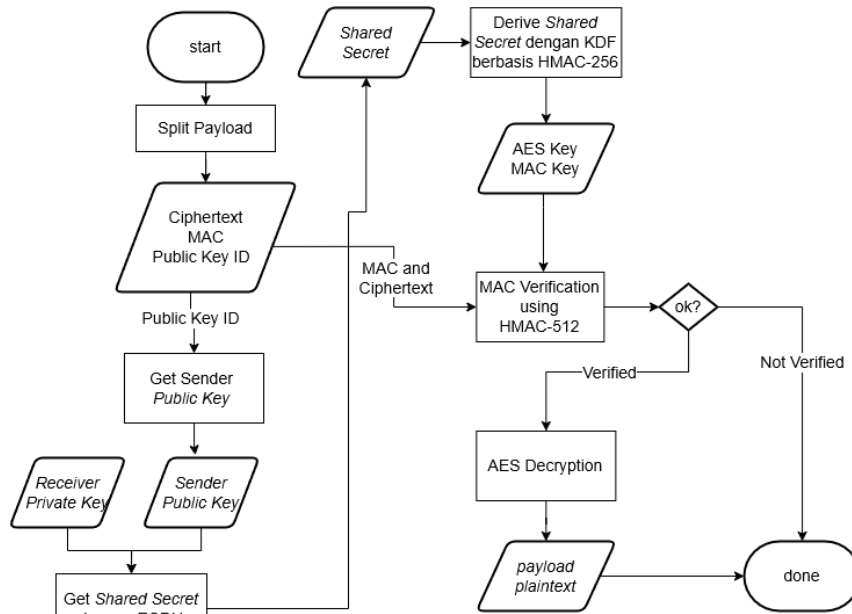 start
Split Payload
Ciphertext
MAC
Public Key ID
Public Key ID
Get Sender
Public Key
Receiver
Private Key
Sender
Public Key
Get Shared Secret
Shared
Secret
Derive Shared
Secret dengan KDF
berbasis HMAC-256
AES Key
MAC Key
MAC and
Ciphertext
MAC Verification
using
HMAC-512
ok?
Verified
Not Verified
AES Decryption
payload
plaintext
done